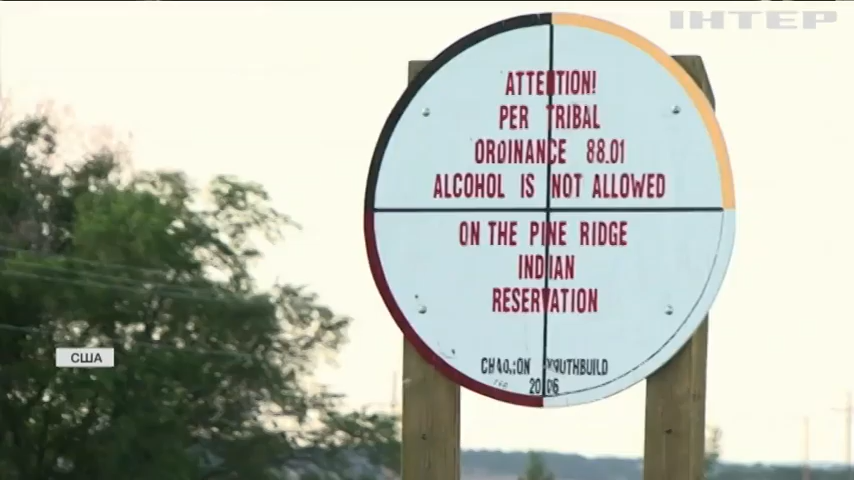 ІНТЕР
ATTENTION!
PER TRIBAL
ORDINANCE 88.01
ALCOHOL IS NOT ALLOWED
ON THE PINE RIDGE
INDIAN
RESERVATION
YOUTHBUILD
2006
США